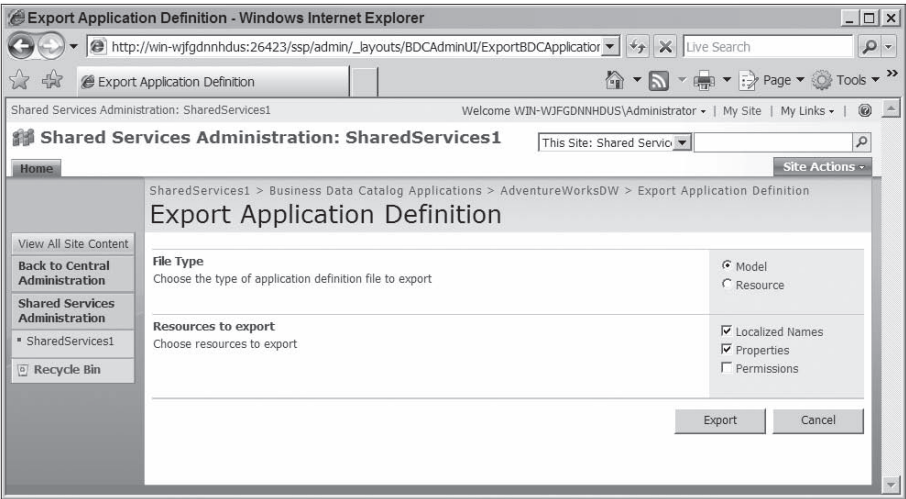 Export Application Definition - Windows Internet Explorer
http://win-wjfgdnnhdus:26423/ssp/admin/_layouts/BDCAdminUI/ExportBDCApplicatior
Live Search
Export Application Definition
Page
Tools
Shared Services Administration: SharedServices1
Welcome WIN-WJFGDNNHDUS\Administrator | My Site | My Links |
Shared Services Administration: SharedServices1
This Site: Shared Servic
Home
Site Actions
SharedServices1 > Business Data Catalog Applications > AdventureWorksDW > Export Application Definition
Export Application Definition
View All Site Content
Back to Central
Administration
Shared Services
Administration
SharedServices1
Recycle Bin
File Type
Choose the type of application definition file to export
Model
Resource
Resources to export
Choose resources to export
Localized Names
Properties
Permissions
Export
Cancel